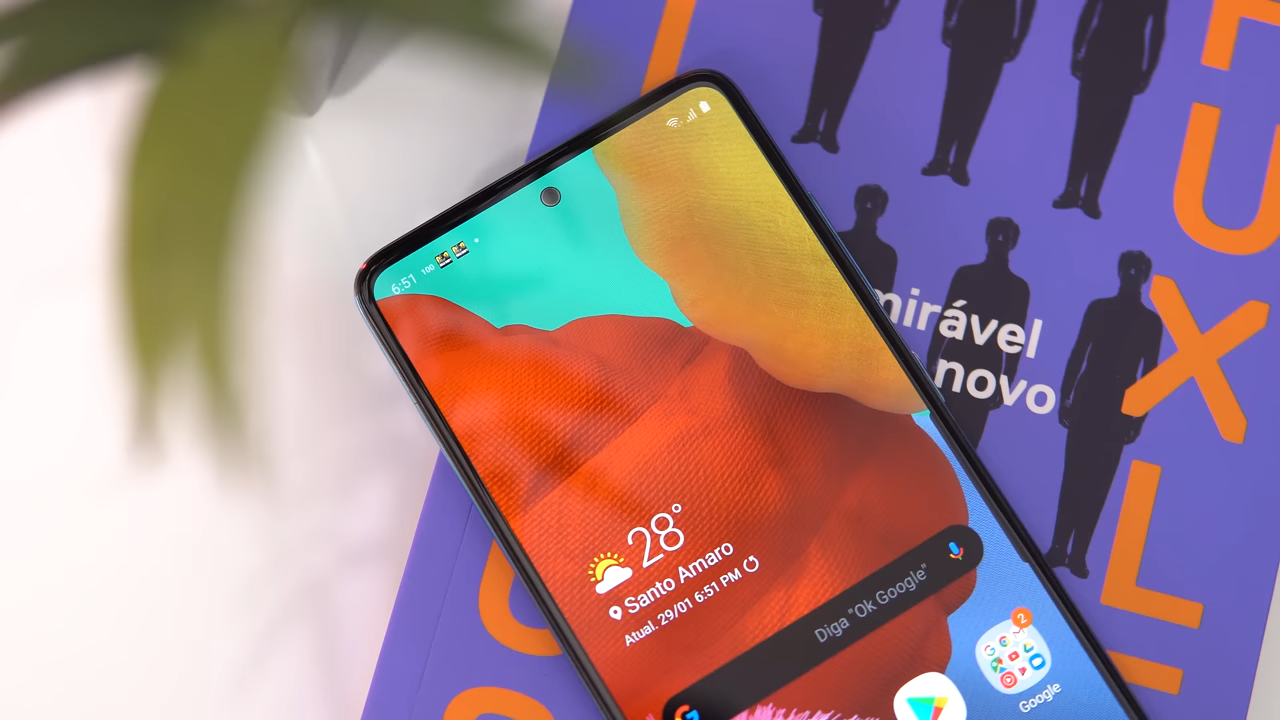 6:51 100
28°
Santo Amaro
Atual. 29/01 6:51 PM
Diga "Ok Google"
2
Google
mirável
novo
U
X
L